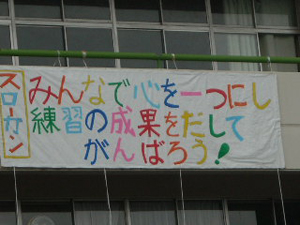 スローガン
みんなで心を一つにし
練習の成果をだして
がんばろう!